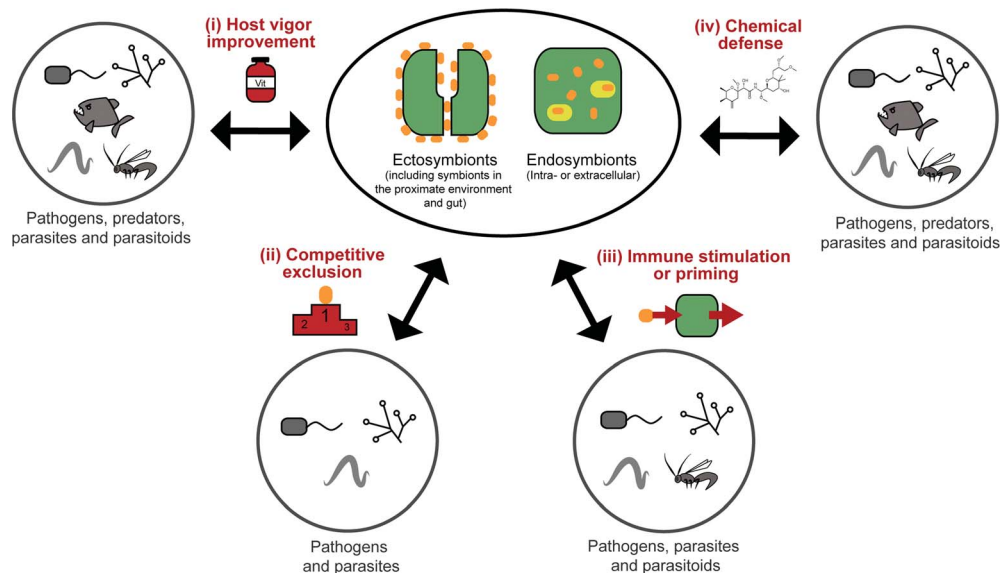 (i) Host vigor
improvement
Vit
(iv) Chemical
defense
Ectosymbionts
(including symbionts in
the proximate environment
and gut)
Endosymbionts
(Intra- or extracellular)
Pathogens, predators,
parasites and parasitoids
Pathogens, predators,
parasites and parasitoids
(ii) Competitive
exclusion
2 1 3
(iii) Immune stimulation
or priming
Pathogens
and parasites
Pathogens, parasites
and parasitoids